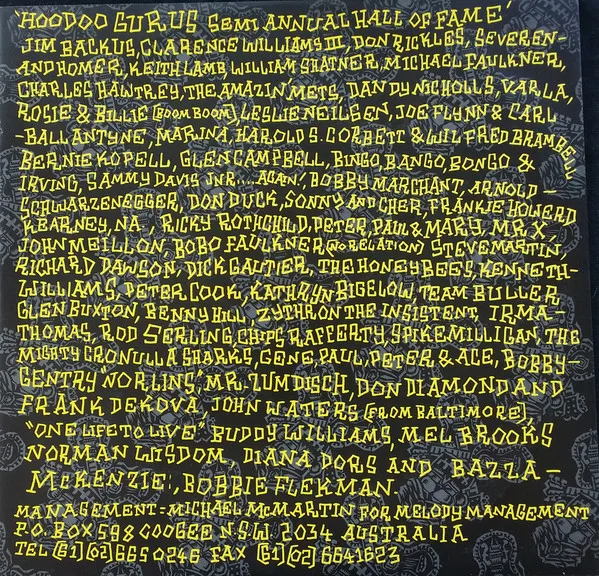 'HOODOO GURUS SEMI ANNUAL HALL OF FAME'
JIM BACKUS, CLARENCE WILLIAMS III, DON RICKLES, SEVEREN-
ANDHOMER, KEITH LAMB, WILLIAM SHATNER, MICHAEL FAULKNER,
CHARLES HAWTREY, THE AMAZIN METS, DANDY NICHOLLS, VARLA,
ROSIE & BILLIE (BOOM BOOM), LESLIE NEILSEN, JOE FLYNN & CARL
-BALLANTYNE, MARINA, HAROLD S. CORBETT & WILFRED BRAMBELL
BERNIE KOPELL, GLEN CAMPBELL, BINGO, BANGO, BONGO &
IRVING, SAMMY DAVIS JNR.... AGAIN!, BOBBY MARCHANT, ARNOLD -
SCHWARZENEGGER, DON DUCK, SONNY AND CHER, FRANKIE HOWERD
KEARNEY, NA, RICKY ROTHCHILD, PETER, PAUL & MARY, MR X,
JOHN MEILLON, BOBO FAULKNER (NO RELATION) STEVE MARTIN,
RICHARD DAWSON, DICK GAUTIER, THE HONEYBEES, KENNETH-
WILLIAMS, PETER COOK, KATHRYN BIGELOW, TEAM BULLER
GLEN BUXTON, BENNY HILL, ZYTHRON THE INSISTENT, IRMA-
THOMAS, ROD SERLING, CHIPS RAFFERTY, SPIKE MILLIGAN, THE
MIGHTY CRONULLA SHARKS, GENE, PAUL, PETER & ACE, BOBBY-
GENTRY "NORLINS" MR. ZUMDISCH, DON DIAMOND AND
FRANK DEKOVA, JOHN WATERS (FROM BALTIMORE),
"ONE LIFE TO LIVE" BUDDY WILLIAMS, MEL BROOKS
NORMAN WISDOM, DIANA DORS AND BAZZA -
MCKENZIE:, BOBBIE FLEKMAN.
MANAGEMENT = MICHAEL McMARTIN FOR MELODY MANAGEMENT
P.O. BOX 598 COOGEE N.S.W. 2034 AUSTRALIA
TEL (61) (02) 665 0246 FAX (61) (02) 6641623